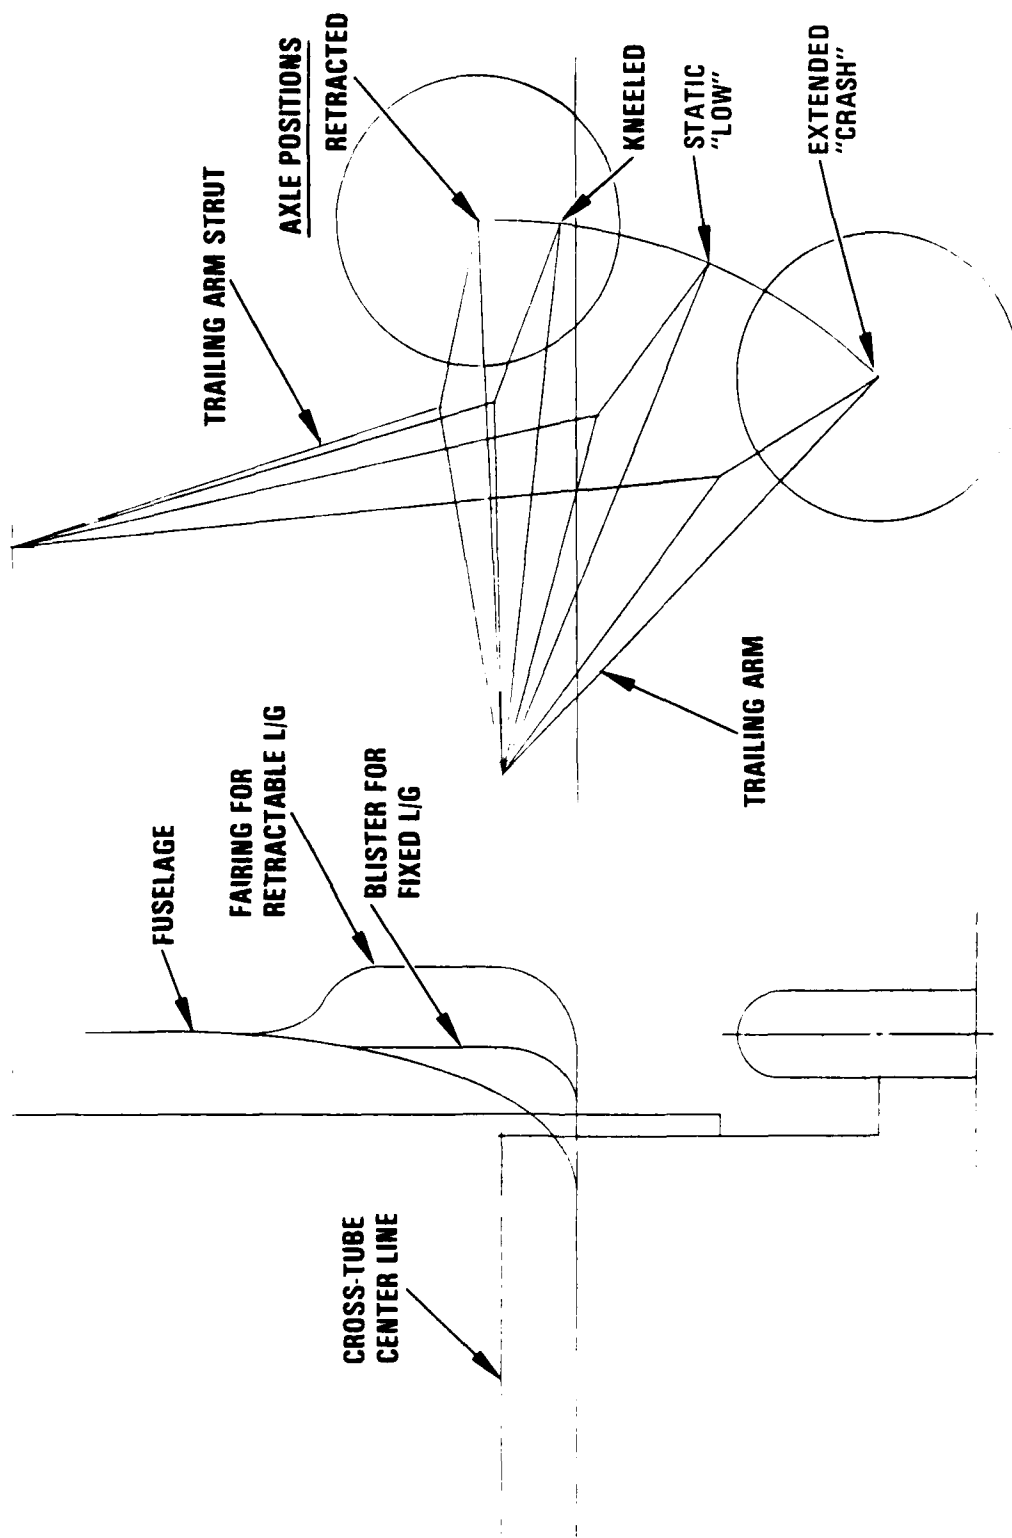 FUSELAGE
FAIRING FOR
RETRACTABLE L/G
BLISTER FOR
FIXED L/G
CROSS-TUBE
CENTER LINE
TRAILING ARM STRUT
AXLE POSITIONS
RETRACTED
KNEELED
STATIC
"LOW"
EXTENDED
"CRASH"
TRAILING ARM